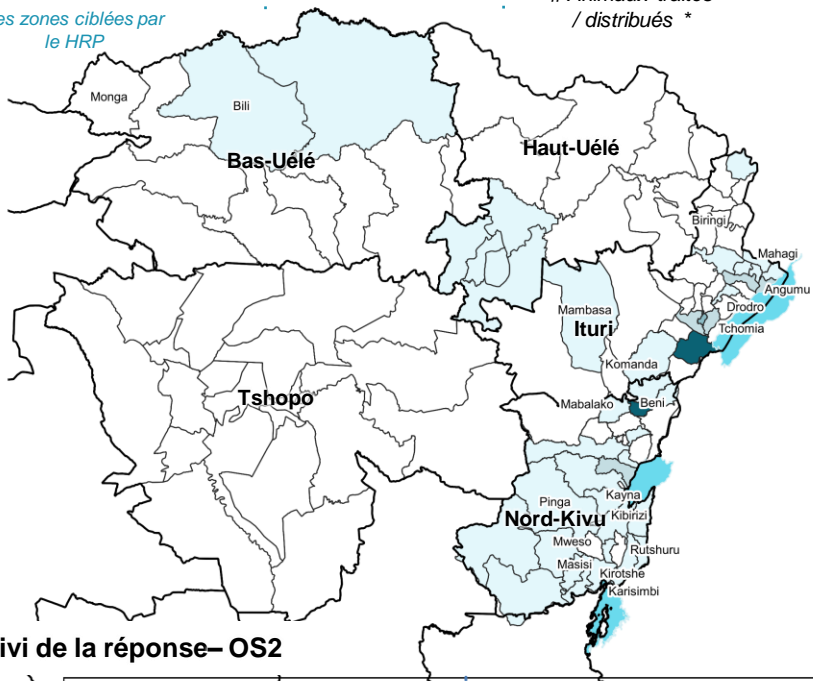 es zones ciblées par
le HRP
/ distribués *
Monga
Bili
Bas-Uélé
Haut-Uélé
Biringi
Mahagi
Angumu
Drodro
Tchomia
Mambasa
Ituri
Komanda
Tshopo
Mabalako
Beni
Kayna
Pinga
Nord-Kivu
Kibirizi
Mweso
Rutshuru
Masisi
Kirotshe
Karisimbi
ivi de la réponse– OS2